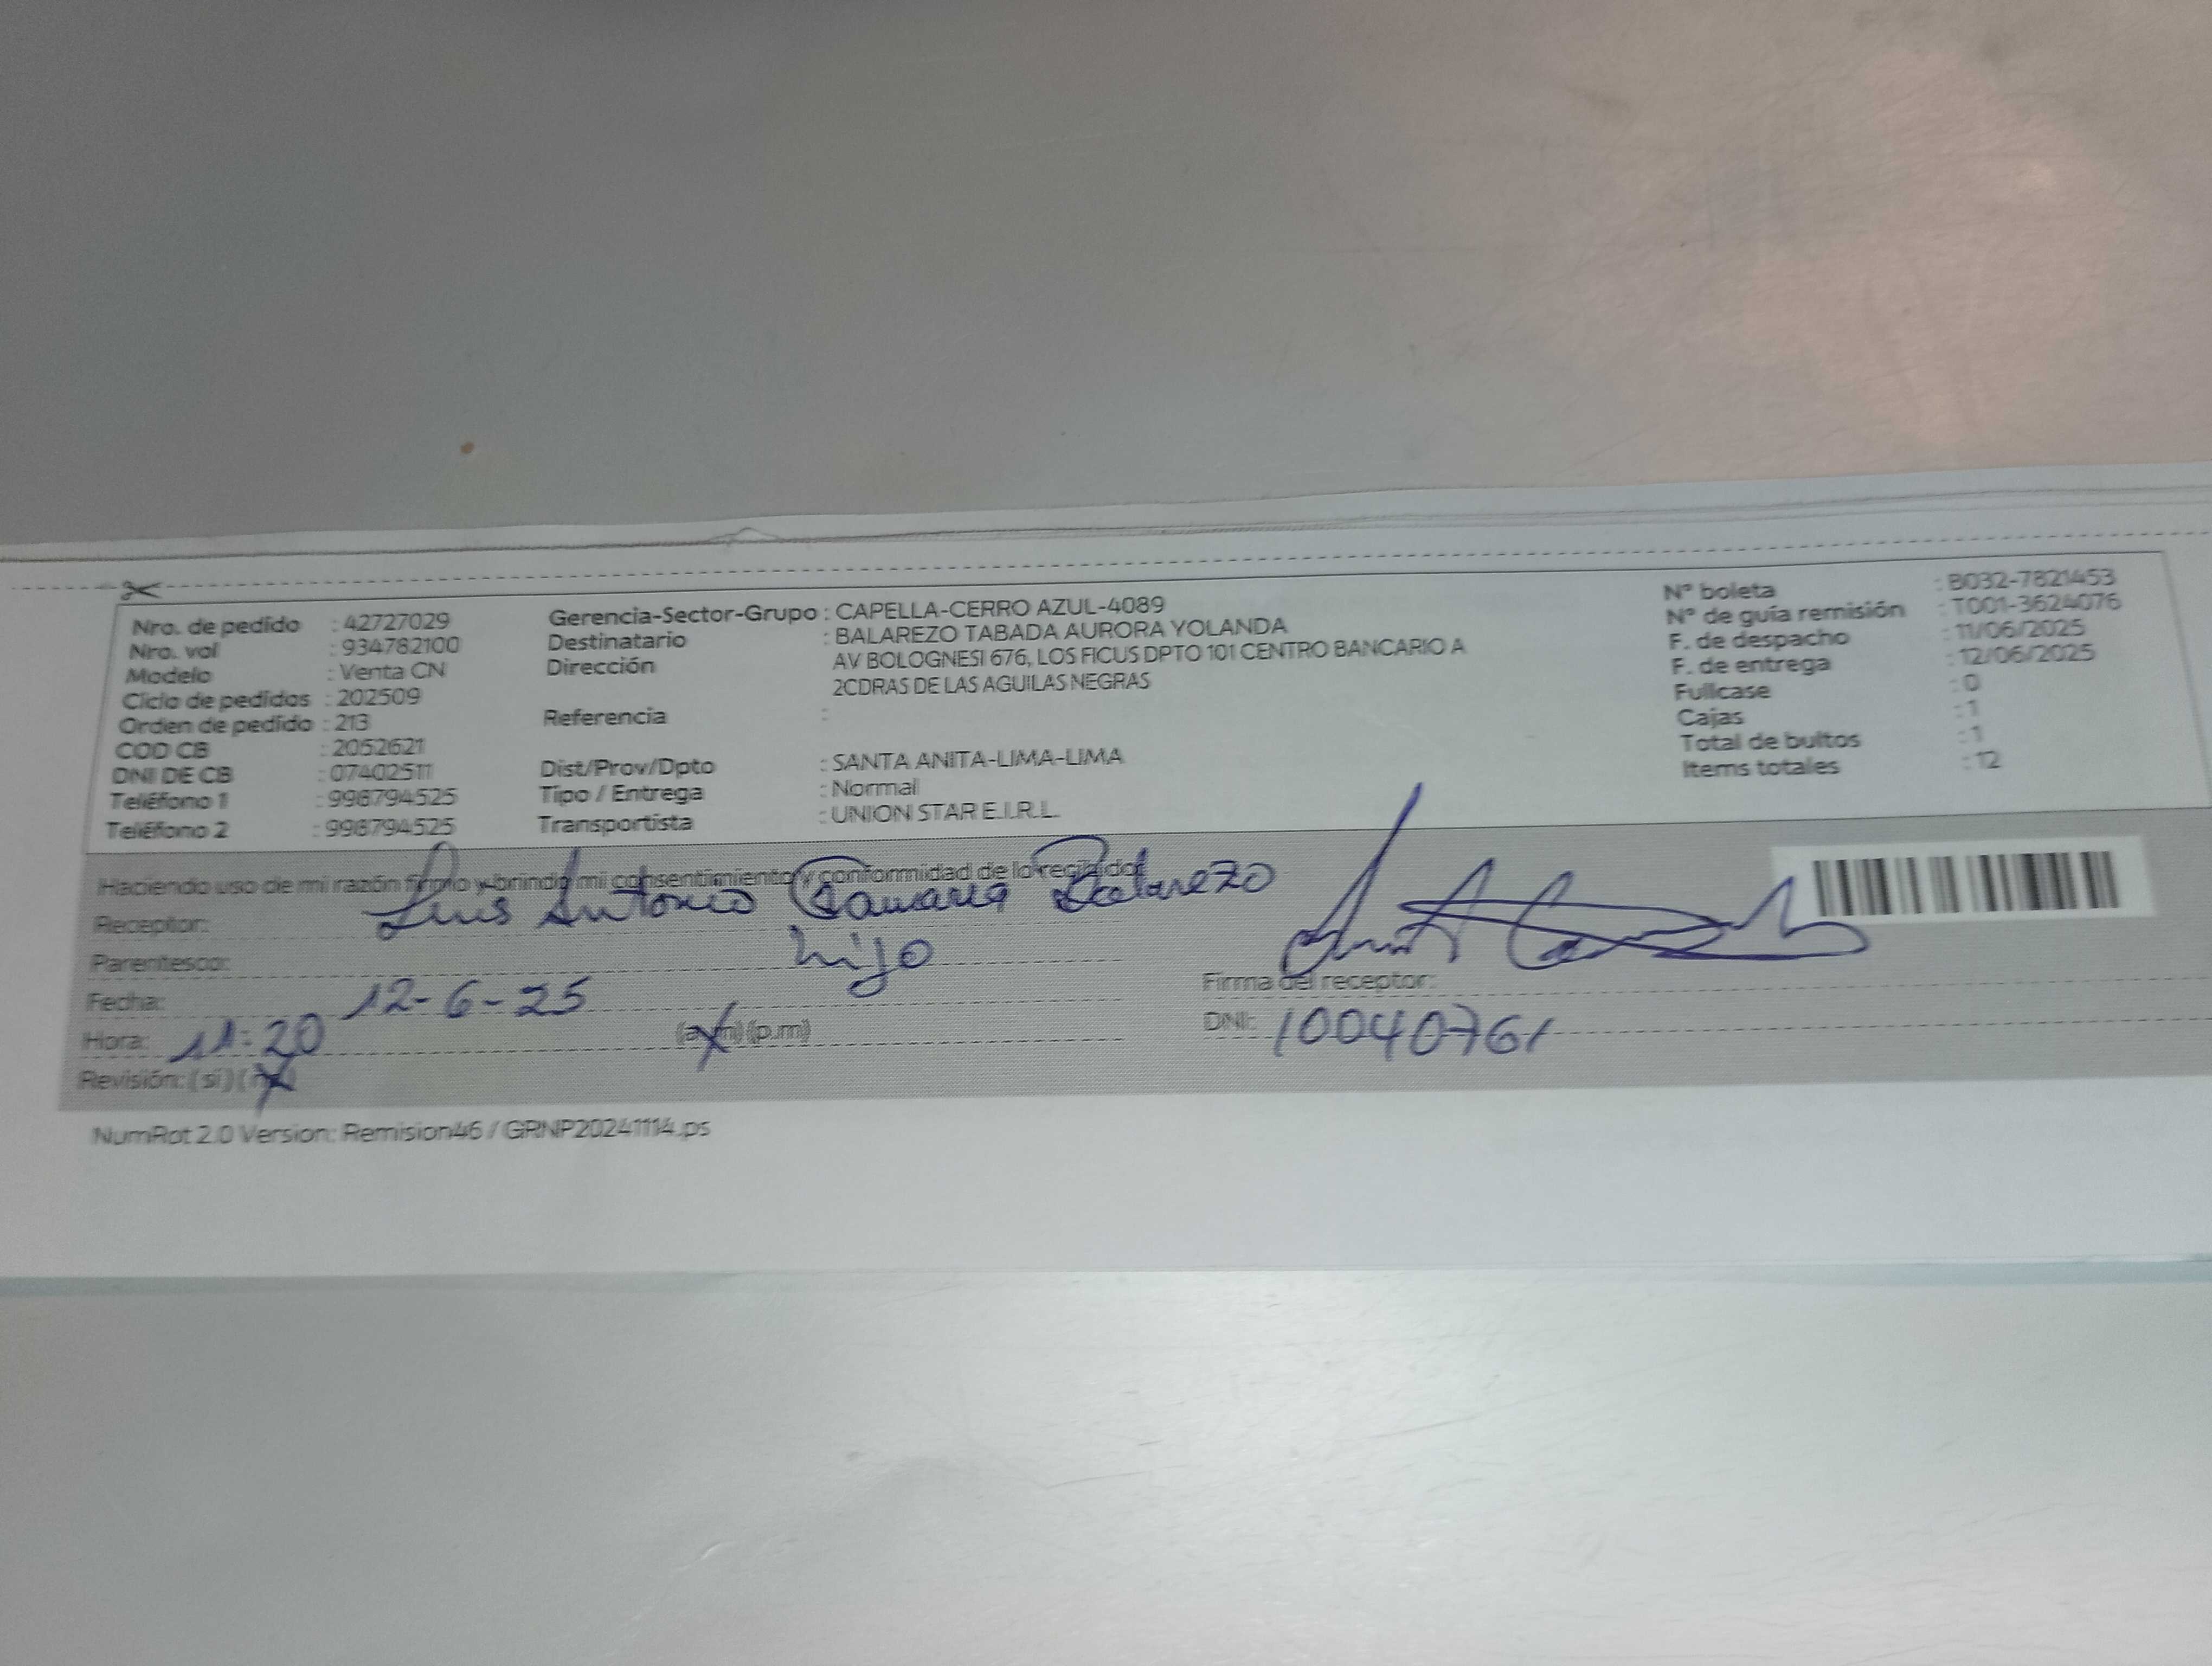 Nro. de pedido : 42727029
Nro. vol : 934782100
Modelo : Venta CN
Ciclo de pedidos : 202509
Orden de pedido : 213
COD CB : 2052621
DNI DE CB : 07402511
Teléfono 1 : 998794525
Teléfono 2 : 998794525
Gerencia-Sector-Grupo : CAPELLA-CERRO AZUL-4089
Destinatario : BALAREZO TABADA AURORA YOLANDA
Dirección AV BOLOGNESI 676, LOS FICUS DPTO 101 CENTRO BANCARIO A
2CDRAS DE LAS AGUILAS NEGRAS
Referencia :
Dist/Prov/Dpto : SANTA ANITA-LIMA-LIMA
Tipo / Entrega : Normal
Transportista : UNION STAR E.I.R.L.
N° boleta : B032-7821453
N° de guía remisión : T001-3624076
F. de despacho : 11/06/2025
F. de entrega : 12/06/2025
Fullcase : 0
Cajas : 1
Total de bultos : 1
Items totales : 12
Haciendo uso de mi razón firmo y brindo mi consentimiento y conformidad de lo recibido:
Receptor: Luis Antonio Balarezo
Parentesco: hijo
Fecha: 12-6-25
Hora: 11:20 (a.m) (p.m)
Revisión: (si) (no)
Firma del receptor:
DNI: 10040761
NumRot 2.0 Version: Remision46 / GRNP20241114.ps